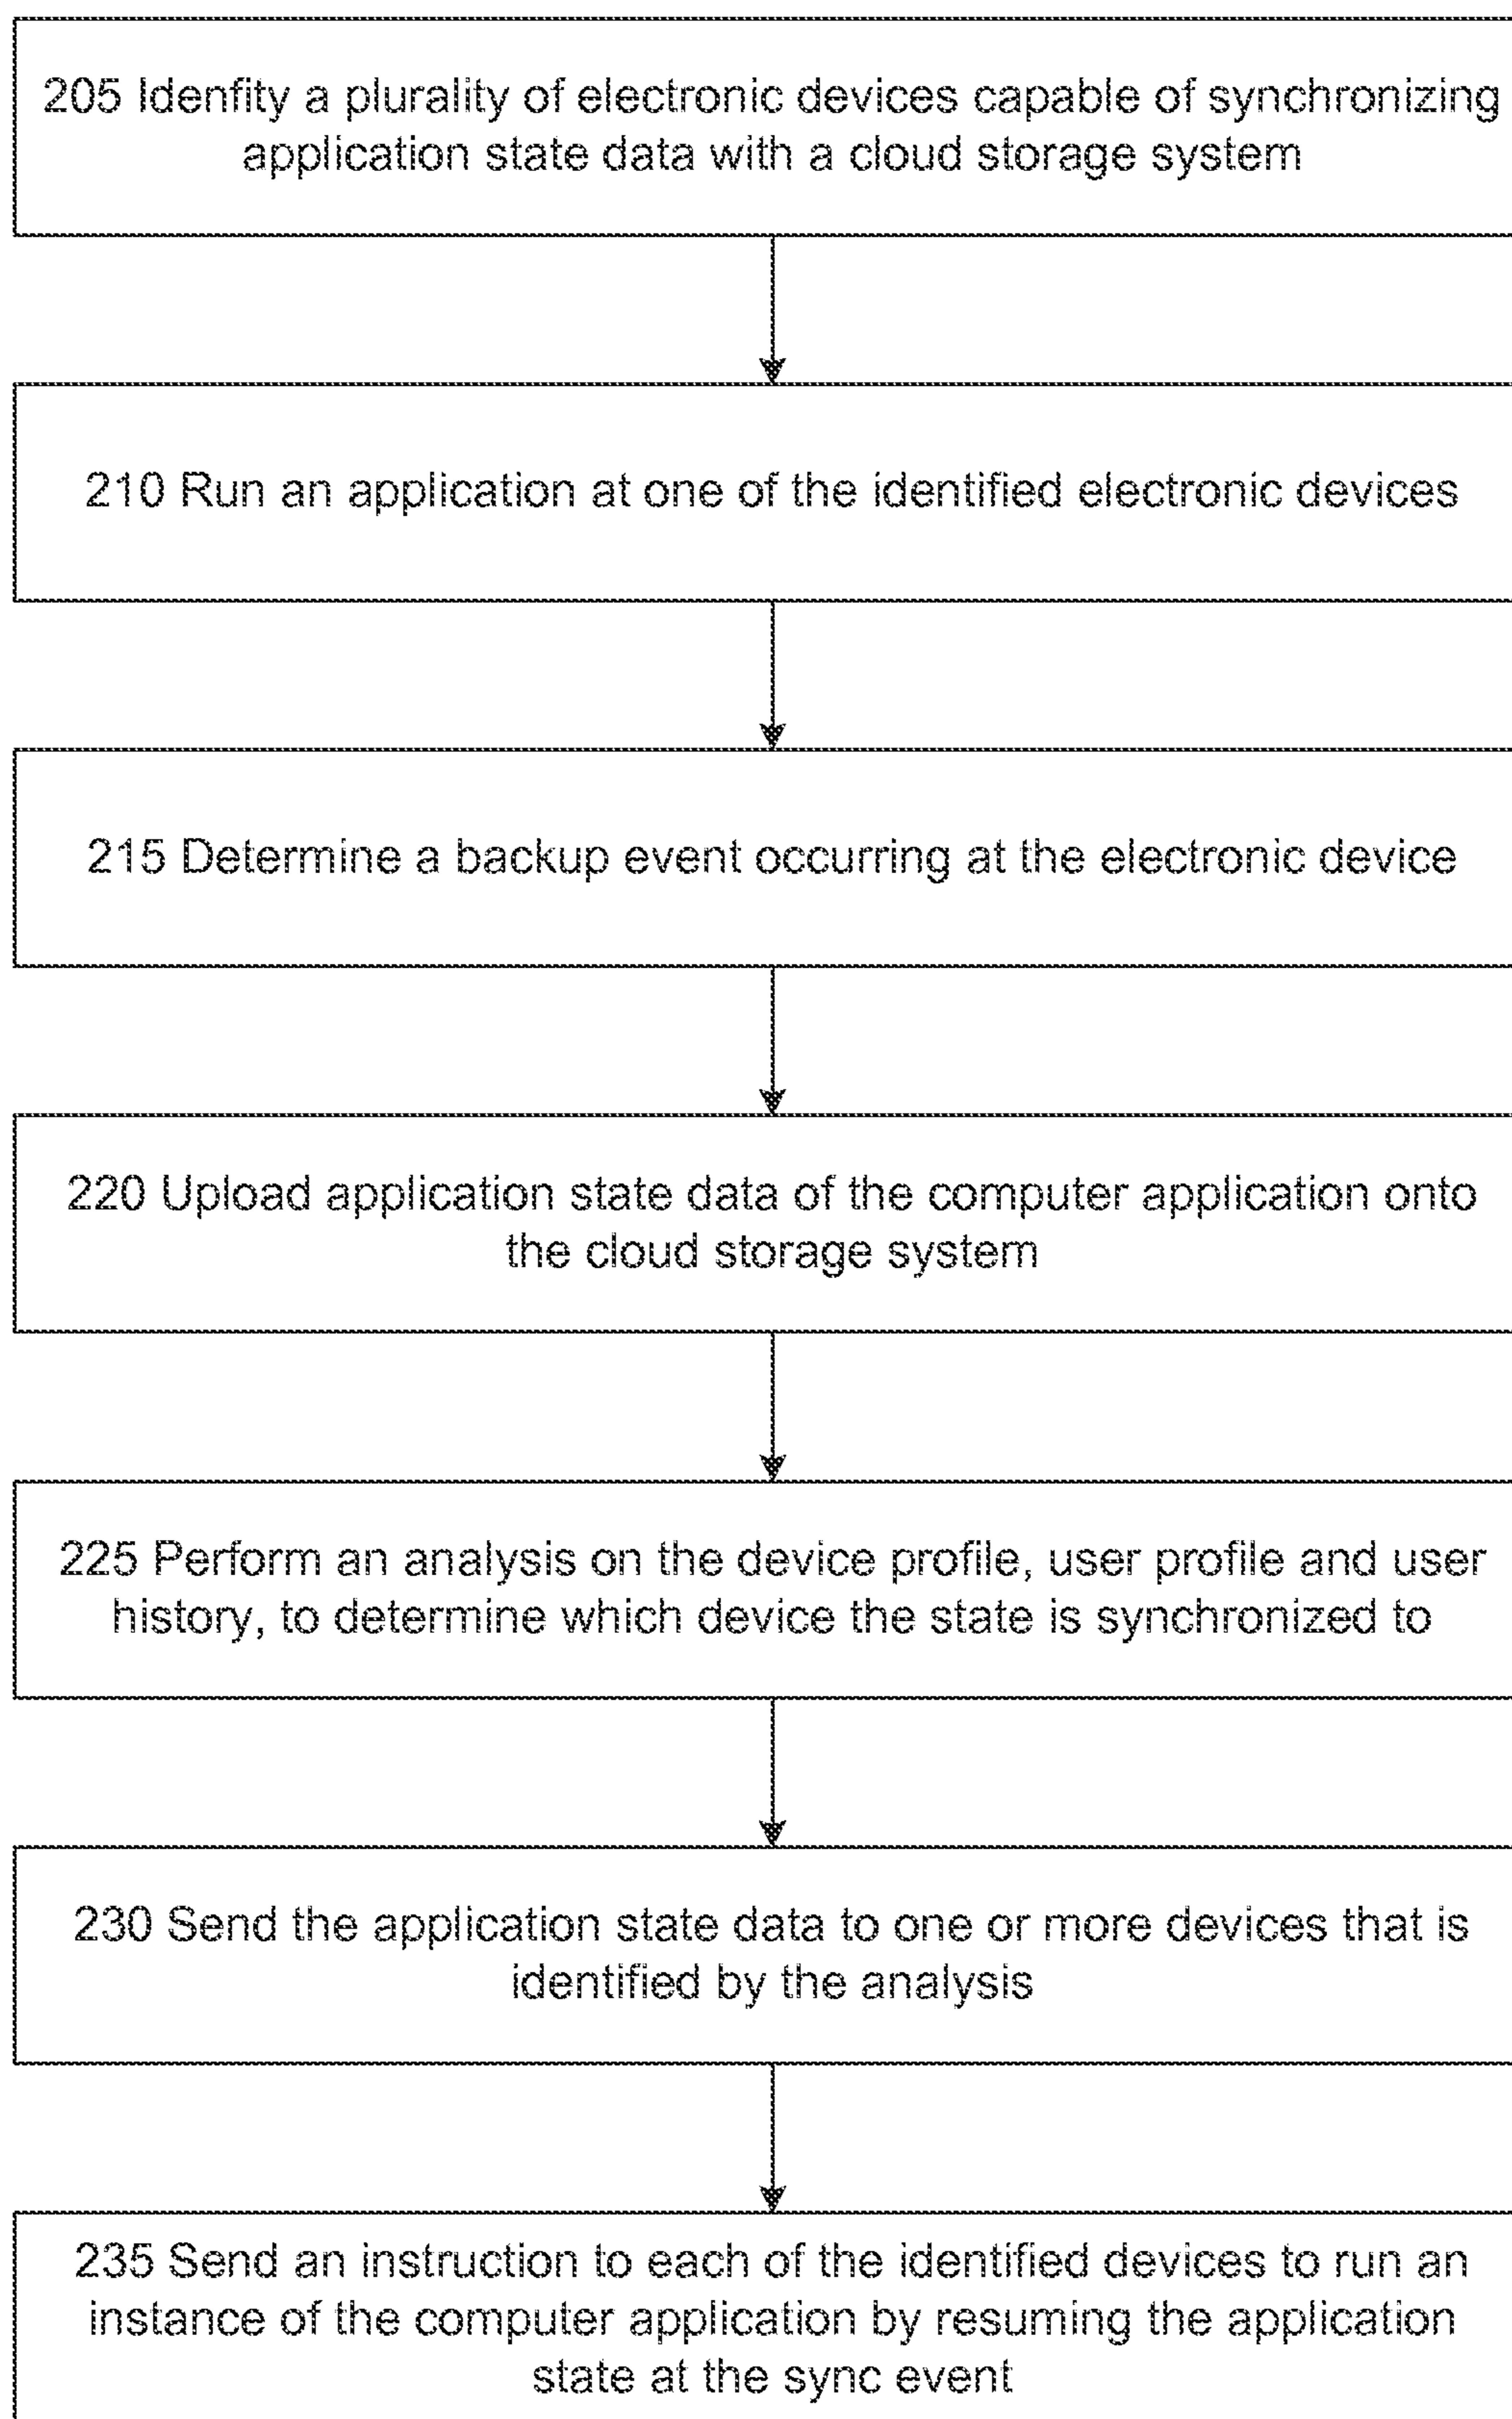 205 Idenfity a plurality of electronic devices capable of synchronizing
application state data with a cloud storage system
210 Run an application at one of the identified electronic devices
215 Determine a backup event occurring at the electronic device
220 Upload application state data of the computer application onto
the cloud storage system
225 Perform an analysis on the device profile, user profile and user
history, to determine which device the state is synchronized to
230 Send the application state data to one or more devices that is
identified by the analysis
235 Send an instruction to each of the identified devices to run an
instance of the computer application by resuming the application
state at the sync event